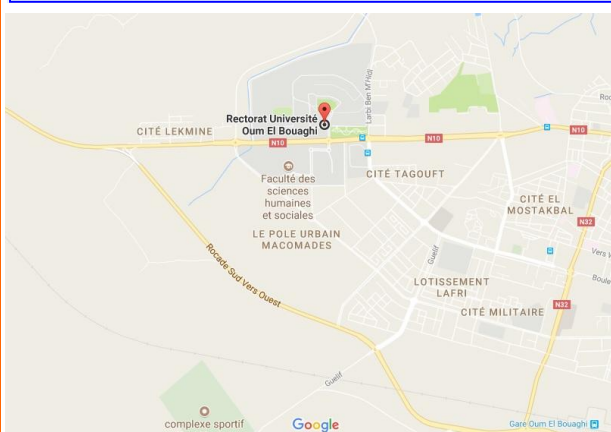 Rectorat Université
Oum El Bouaghi
Larbi Ben M'Hidi
CITÉ LEKMINE
N10
N10
N10
Faculté des
sciences
humaines
et sociales
CITÉ TAGOUFT
CITÉ EL
MOSTAKBAL
N32
LE POLE URBAIN
MACOMADES
Guelif
Vers
Rocade Sud Vers Ouest
LOTISSEMENT
LAFRI
N32
CITÉ MILITAIRE
Guelif
complexe sportif
Google
Gare Oum El Bouaghi